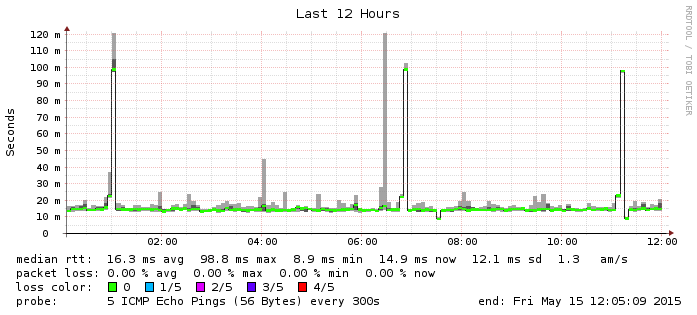 Last 12 Hours
RRDTOOL / TOBI OETIKER
Seconds
120 m
110 m
100 m
90 m
80 m
70 m
60 m
50 m
40 m
30 m
20 m
10 m
0
02:00 04:00 06:00 08:00 10:00 12:00
median rtt: 16.3 ms avg 98.8 ms max 8.9 ms min 14.9 ms now 12.1 ms sd 1.3 am/s
packet loss: 0.00 % avg 0.00 % max 0.00 % min 0.00 % now
loss color: 0 1/5 2/5 3/5 4/5
probe: 5 ICMP Echo Pings (56 Bytes) every 300s end: Fri May 15 12:05:09 2015